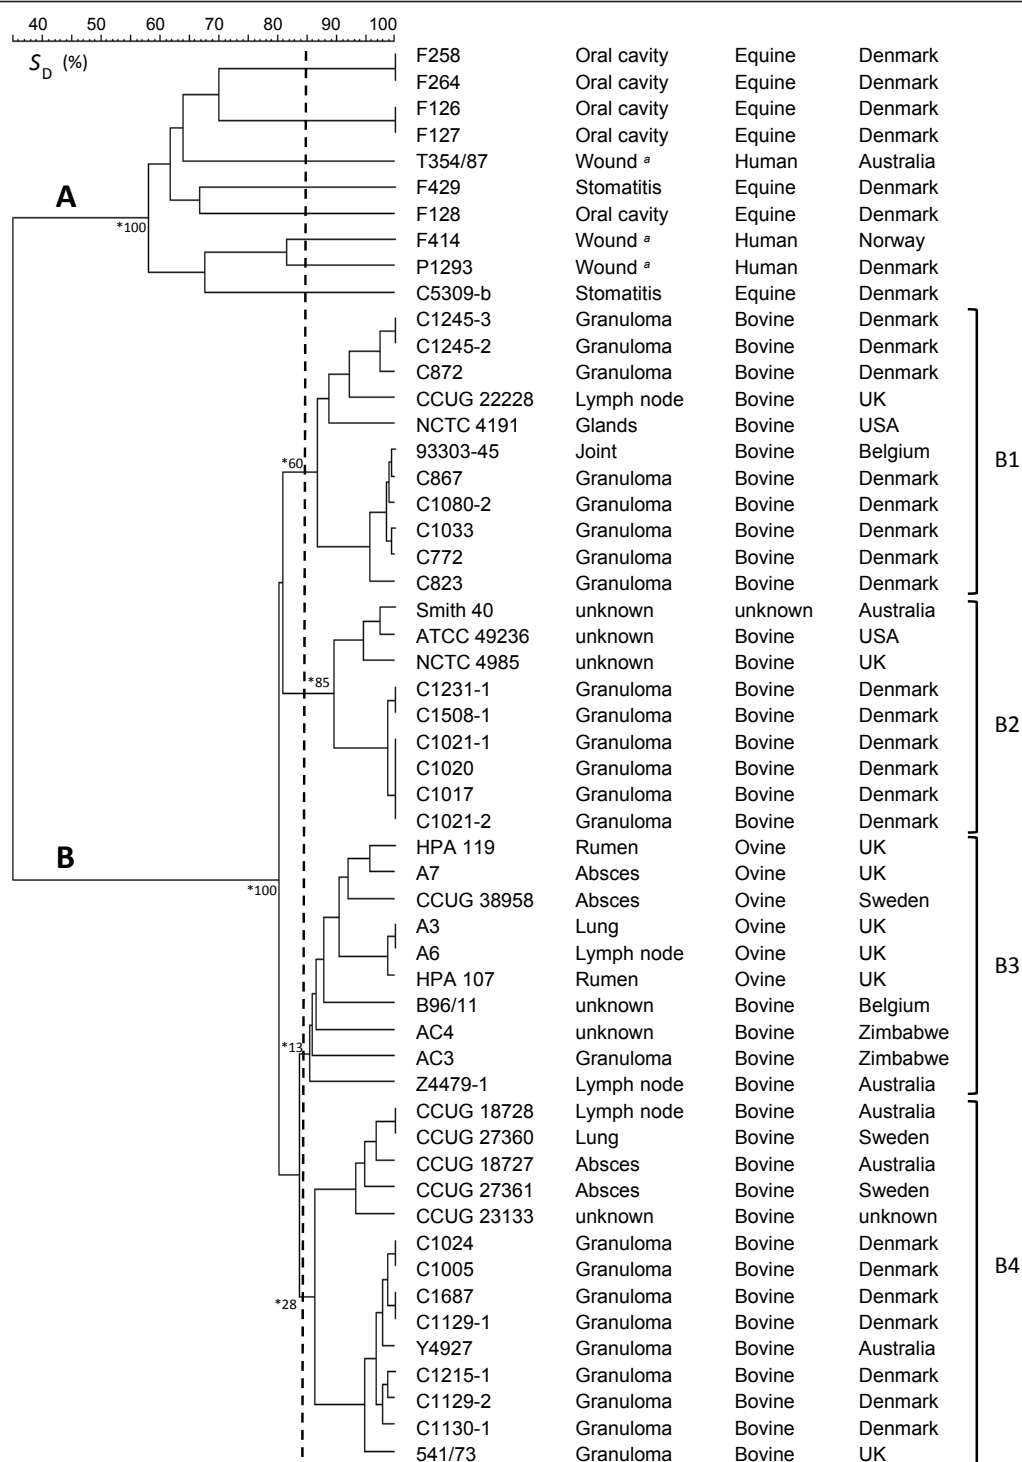 40 50 60 70 80 90 100
S D (%)
F258 Oral cavity Equine Denmark
F264 Oral cavity Equine Denmark
F126 Oral cavity Equine Denmark
F127 Oral cavity Equine Denmark
T354/87 Wound a Human Australia
A
F429 Stomatitis Equine Denmark
F128 Oral cavity Equine Denmark
*100
F414 Wound a Human Norway
P1293 Wound a Human Denmark
C5309-b Stomatitis Equine Denmark
C1245-3 Granuloma Bovine Denmark
C1245-2 Granuloma Bovine Denmark
C872 Granuloma Bovine Denmark
CCUG 22228 Lymph node Bovine UK
NCTC 4191 Glands Bovine USA
93303-45 Joint Bovine Belgium
B1
*60
C867 Granuloma Bovine Denmark
C1080-2 Granuloma Bovine Denmark
C1033 Granuloma Bovine Denmark
C772 Granuloma Bovine Denmark
C823 Granuloma Bovine Denmark
Smith 40 unknown unknown Australia
ATCC 49236 unknown Bovine USA
NCTC 4985 unknown Bovine UK
*85
C1231-1 Granuloma Bovine Denmark
C1508-1 Granuloma Bovine Denmark
B2
C1021-1 Granuloma Bovine Denmark
C1020 Granuloma Bovine Denmark
C1017 Granuloma Bovine Denmark
C1021-2 Granuloma Bovine Denmark
HPA 119 Rumen Ovine UK
B
A7 Absces Ovine UK
*100
CCUG 38958 Absces Ovine Sweden
A3 Lung Ovine UK
A6 Lymph node Ovine UK
B3
HPA 107 Rumen Ovine UK
B96/11 unknown Bovine Belgium
AC4 unknown Bovine Zimbabwe
*13
AC3 Granuloma Bovine Zimbabwe
Z4479-1 Lymph node Bovine Australia
CCUG 18728 Lymph node Bovine Australia
CCUG 27360 Lung Bovine Sweden
CCUG 18727 Absces Bovine Australia
CCUG 27361 Absces Bovine Sweden
CCUG 23133 unknown Bovine unknown
C1024 Granuloma Bovine Denmark
C1005 Granuloma Bovine Denmark
B4
C1687 Granuloma Bovine Denmark
*28
C1129-1 Granuloma Bovine Denmark
Y4927 Granuloma Bovine Australia
C1215-1 Granuloma Bovine Denmark
C1129-2 Granuloma Bovine Denmark
C1130-1 Granuloma Bovine Denmark
541/73 Granuloma Bovine UK